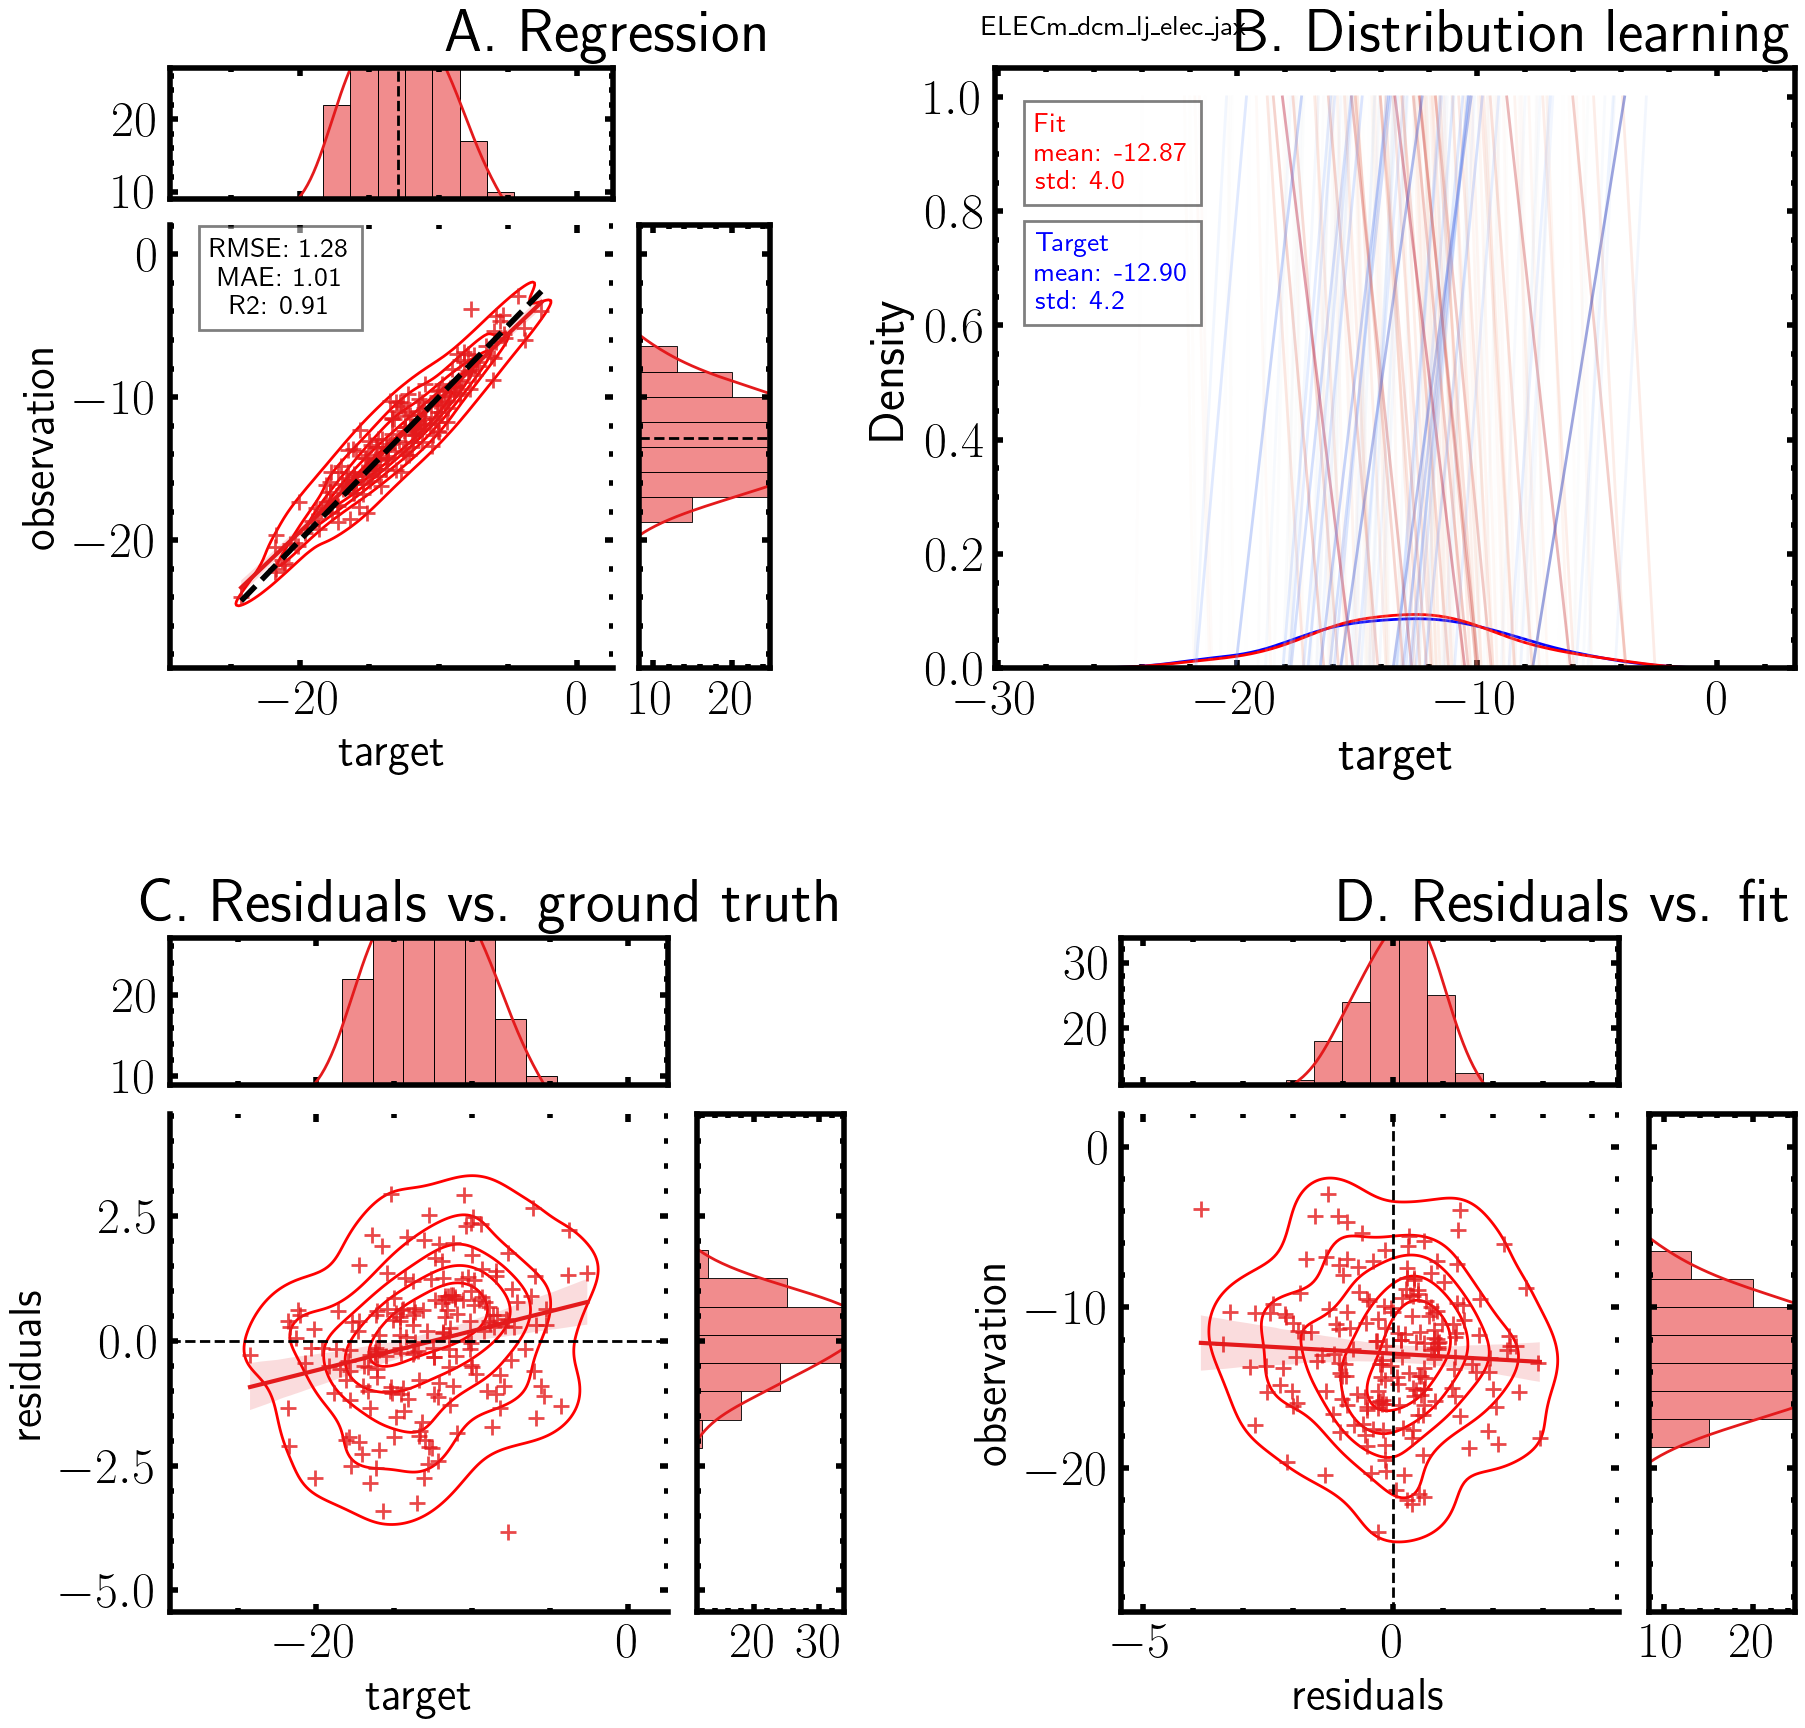 A. Regression
20
10
RMSE: 1.28
MAE: 1.01
R2: 0.91
0
−10
−20
observation
−20
0
target
10
20
ELECm_dcm_lj_elec_jax
B. Distribution learning
Fit
mean: -12.87
std: 4.0
Target
mean: -12.90
std: 4.2
1.0
0.8
0.6
0.4
0.2
0.0
Density
−30
−20
−10
0
target
C. Residuals vs. ground truth
20
10
2.5
0.0
−2.5
−5.0
residuals
−20
0
target
20
30
D. Residuals vs. fit
30
20
0
−10
−20
observation
−5
0
residuals
10
20